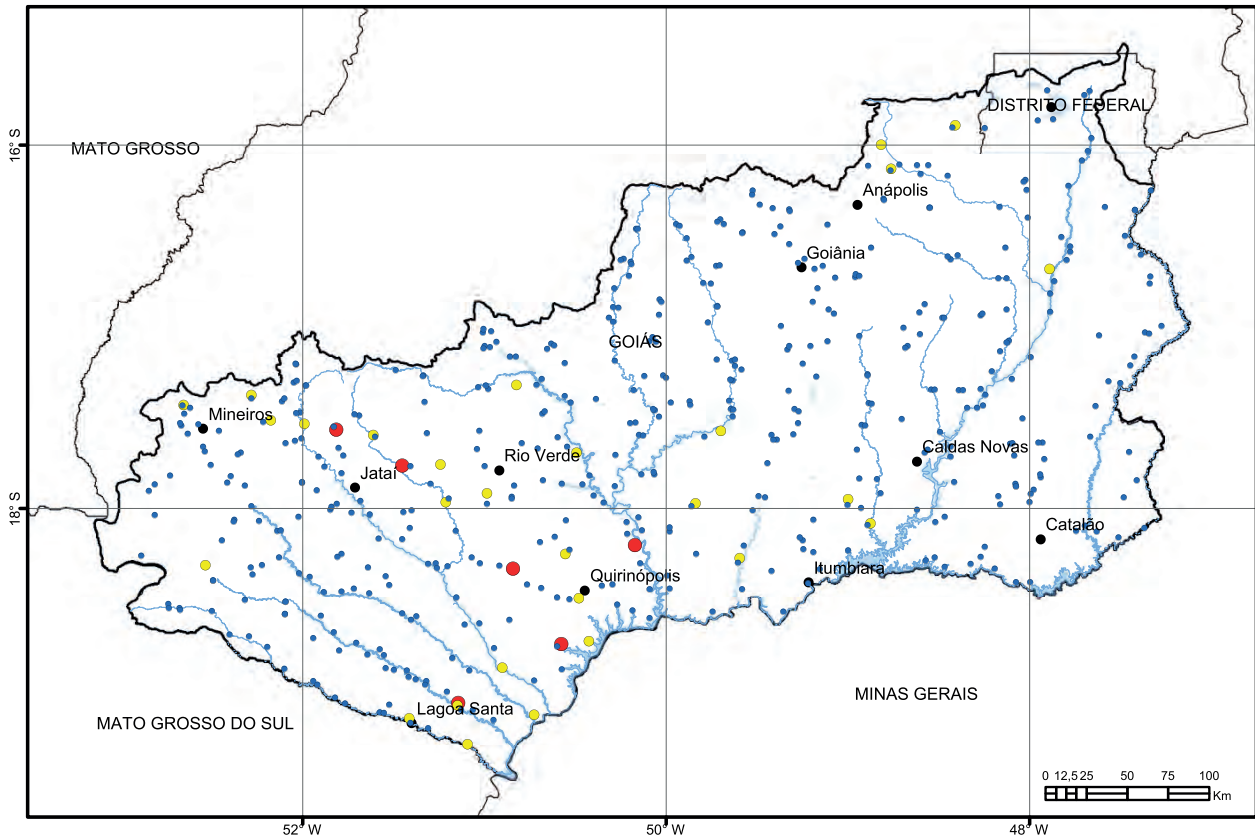 DISTRITO FEDERAL
16° S
MATO GROSSO
Anápolis
Goiânia
GOIÁS
Mineiros
Caldas Novas
Rio Verde
Jataí
18° S
Catalão
Itumbiara
Quirinópolis
MINAS GERAIS
Lagoa Santa
MATO GROSSO DO SUL
0 12,5 25 50 75 100
Km
52° W 50° W 48° W